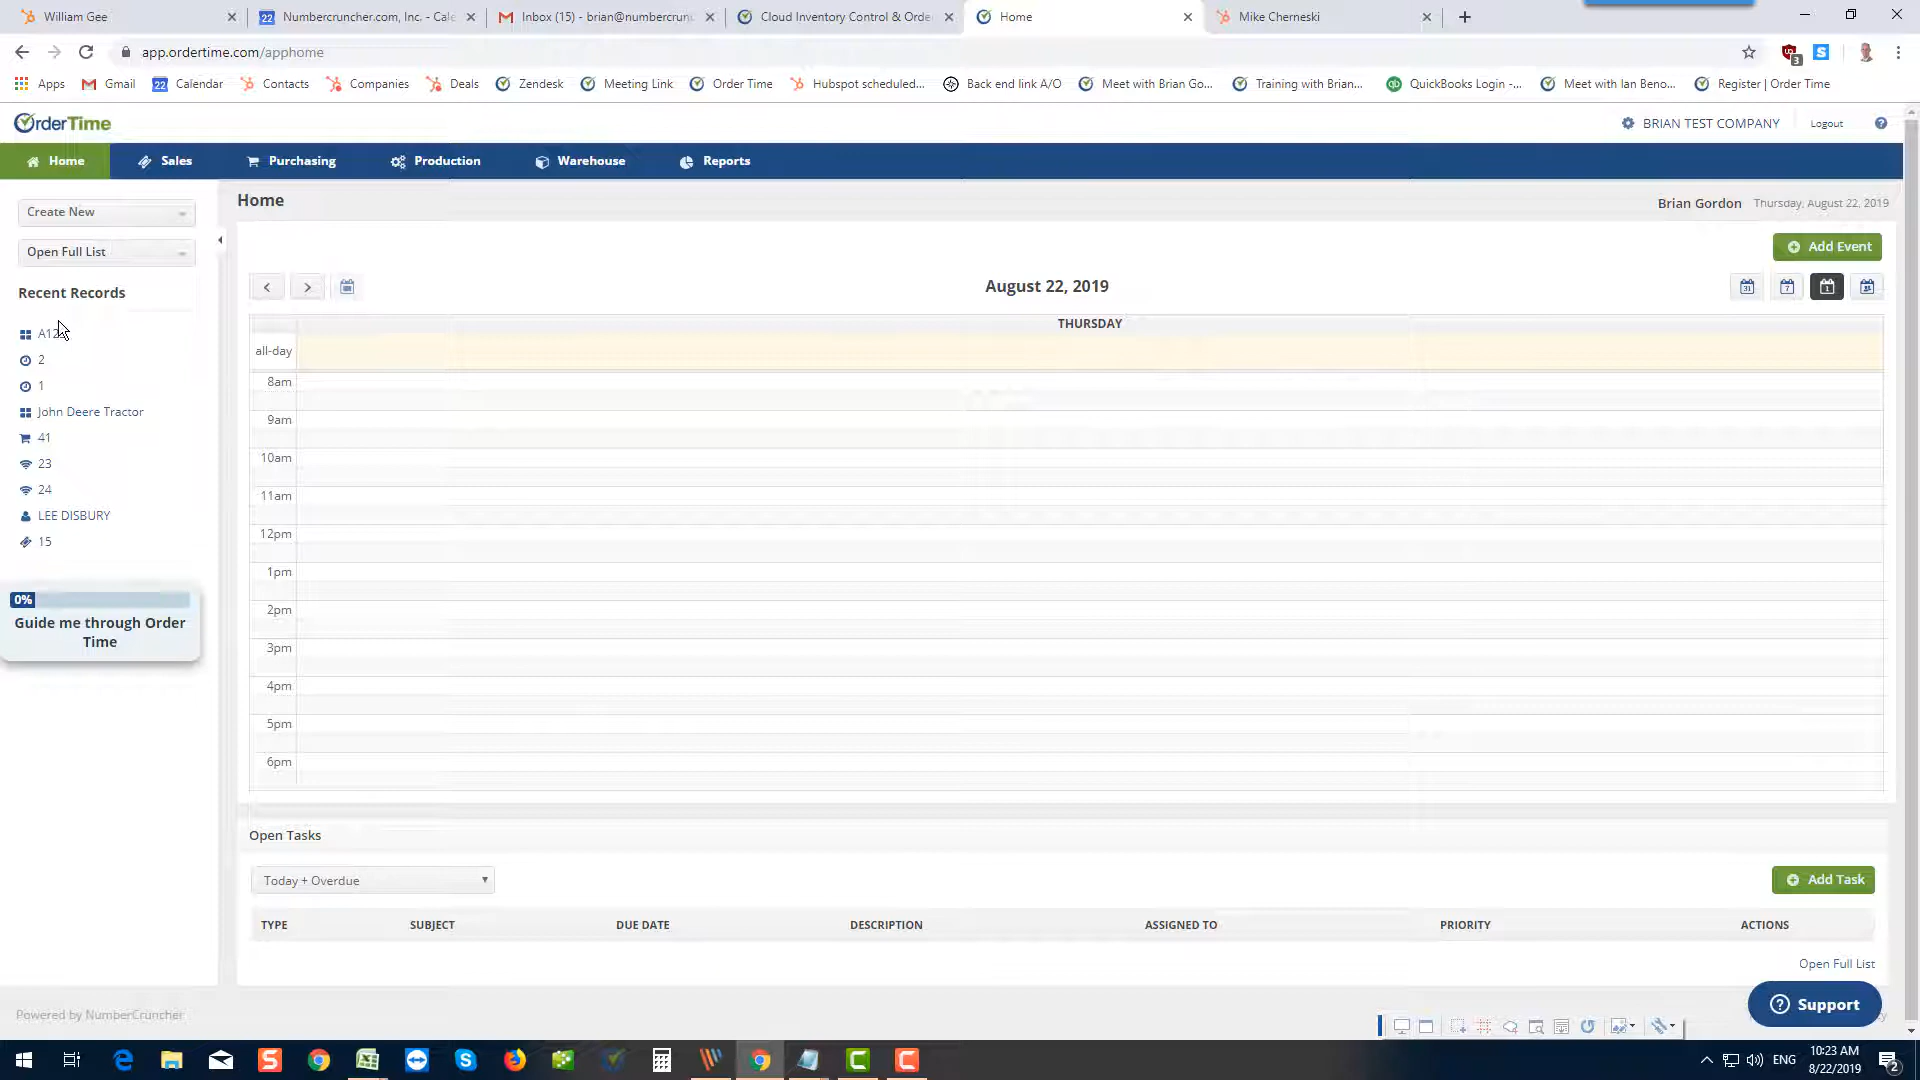 William Gee
Numbercruncher.com, Inc. - Cale
Inbox (15) - brian@numbercrun
Cloud Inventory Control & Orde
Home
Mike Cherneski
app.ordertime.com/apphome
Apps
Gmail
Calendar
Contacts
Companies
Deals
Zendesk
Meeting Link
Order Time
Hubspot scheduled...
Back end link A/O
Meet with Brian Go...
Training with Brian...
QuickBooks Login -...
Meet with Ian Beno...
Register | Order Time
OrderTime
BRIAN TEST COMPANY
Logout
Home
Sales
Purchasing
Production
Warehouse
Reports
Create New
Open Full List
Recent Records
2
1
John Deere Tractor
41
23
24
LEE DISBURY
15
0%
Guide me through Order
Time
Home
Brian Gordon Thursday, August 22, 2019
Add Event
August 22, 2019
THURSDAY
all-day
8am
9am
10am
11am
12pm
1pm
2pm
3pm
4pm
5pm
6pm
Open Tasks
Today + Overdue
Add Task
TYPE
SUBJECT
DUE DATE
DESCRIPTION
ASSIGNED TO
PRIORITY
ACTIONS
Open Full List
Powered by NumberCruncher
Support
ENG
10:23 AM
8/22/2019